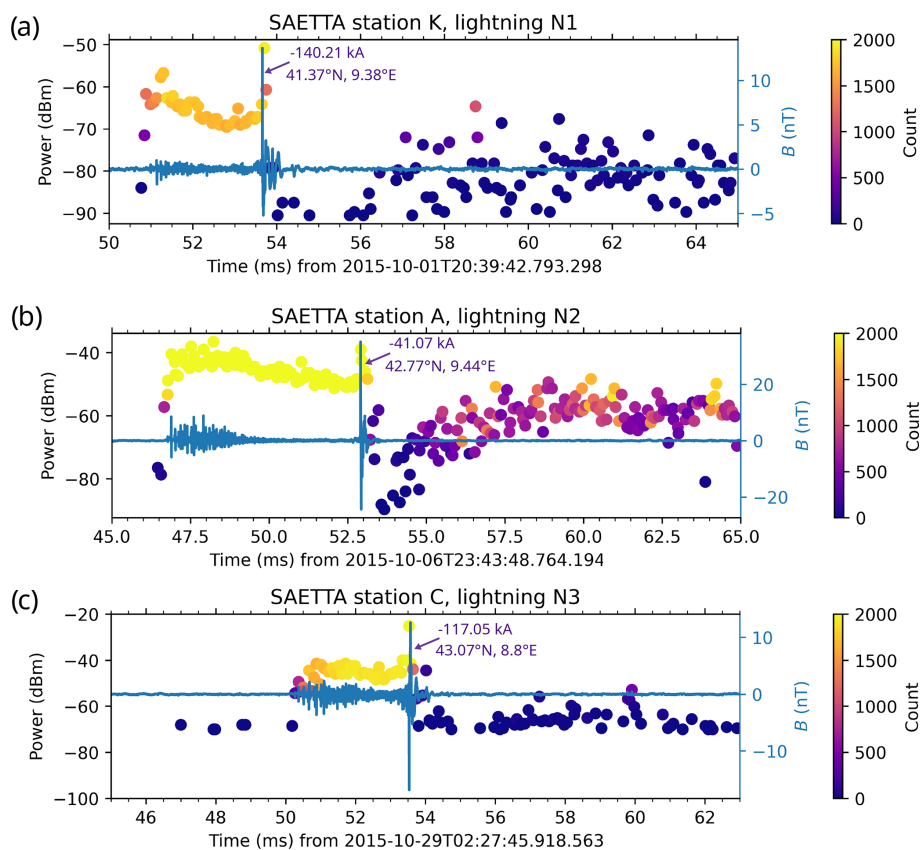 (a)
SAETTA station K, lightning N1
−50
−60
−70
−80
−90
Power (dBm)
-140.21 kA
41.37°N, 9.38°E
10
5
0
−5
B (nT)
50
52
54
56
58
60
62
64
Time (ms) from 2015-10-01T20:39:42.793.298
2000
1500
1000
500
0
Count
(b)
SAETTA station A, lightning N2
−40
−60
−80
Power (dBm)
-41.07 kA
42.77°N, 9.44°E
20
0
−20
B (nT)
45.0
47.5
50.0
52.5
55.0
57.5
60.0
62.5
65.0
Time (ms) from 2015-10-06T23:43:48.764.194
2000
1500
1000
500
0
Count
(c)
SAETTA station C, lightning N3
−20
−40
−60
−80
−100
Power (dBm)
-117.05 kA
43.07°N, 8.8°E
10
0
−10
B (nT)
46
48
50
52
54
56
58
60
62
Time (ms) from 2015-10-29T02:27:45.918.563
2000
1500
1000
500
0
Count